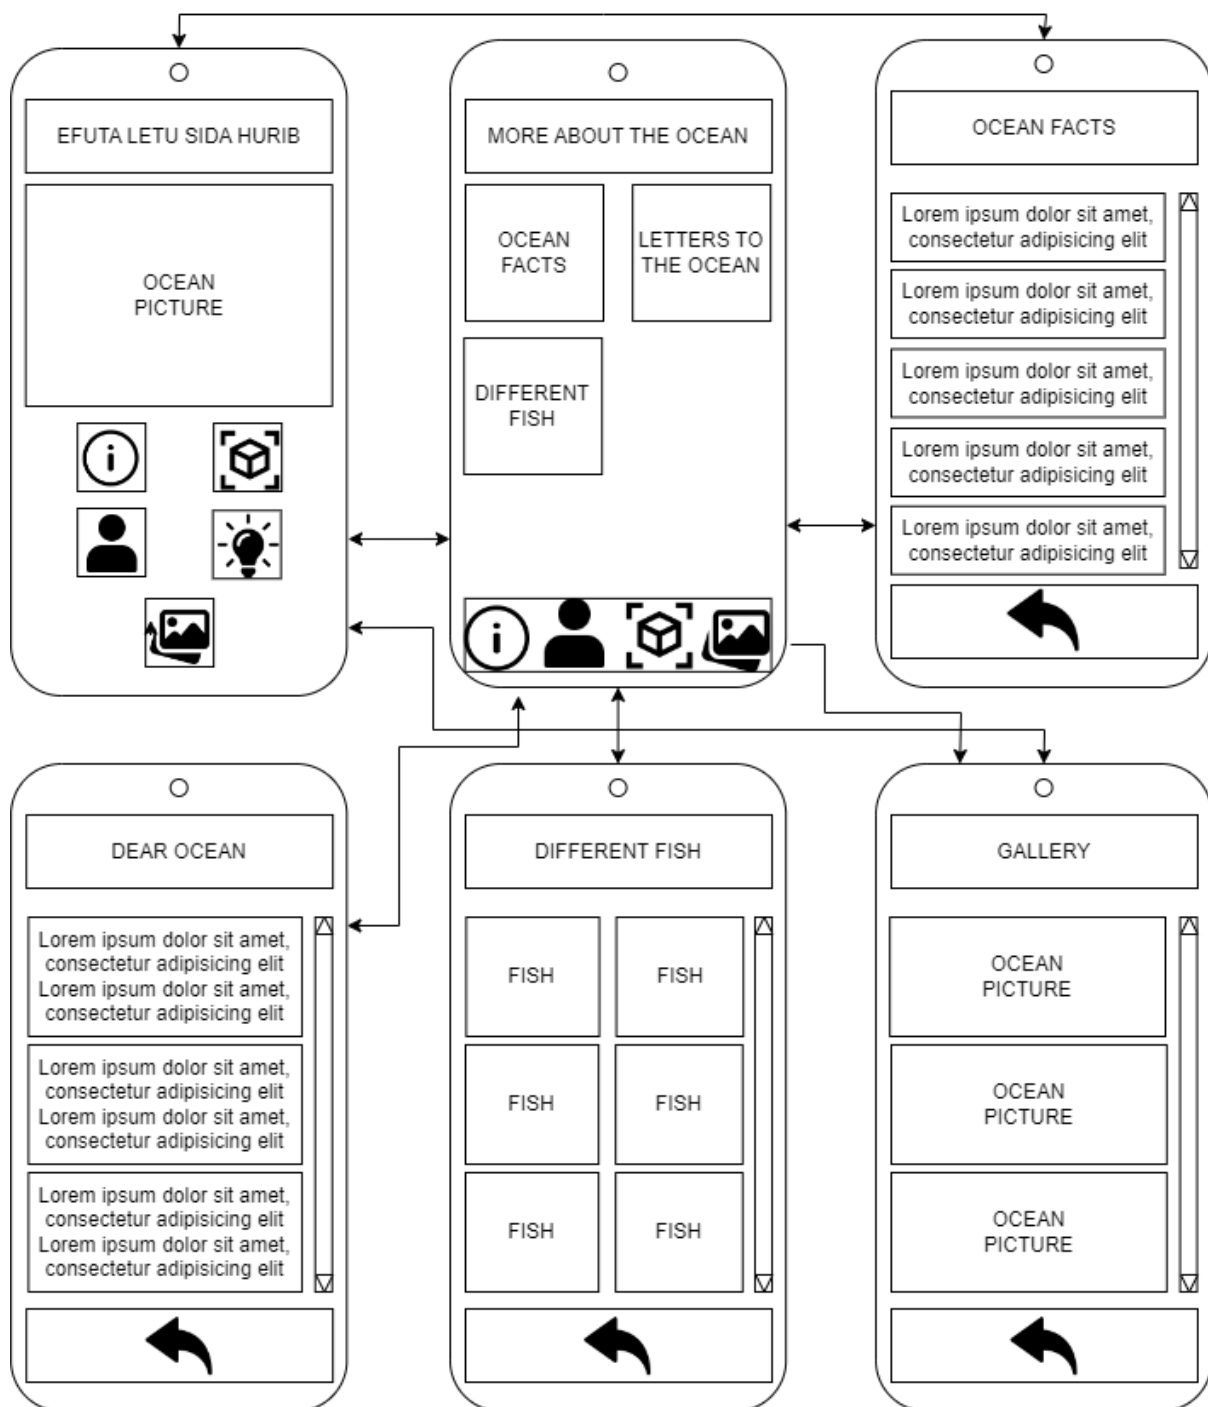 EFUTA LETU SIDA HURIB
OCEAN
PICTURE
MORE ABOUT THE OCEAN
OCEAN
FACTS
LETTERS TO
THE OCEAN
DIFFERENT
FISH
OCEAN FACTS
Lorem ipsum dolor sit amet,
consectetur adipisicing elit
Lorem ipsum dolor sit amet,
consectetur adipisicing elit
Lorem ipsum dolor sit amet,
consectetur adipisicing elit
Lorem ipsum dolor sit amet,
consectetur adipisicing elit
Lorem ipsum dolor sit amet,
consectetur adipisicing elit
DEAR OCEAN
Lorem ipsum dolor sit amet,
consectetur adipisicing elit
Lorem ipsum dolor sit amet,
consectetur adipisicing elit
Lorem ipsum dolor sit amet,
consectetur adipisicing elit
Lorem ipsum dolor sit amet,
consectetur adipisicing elit
Lorem ipsum dolor sit amet,
consectetur adipisicing elit
Lorem ipsum dolor sit amet,
consectetur adipisicing elit
DIFFERENT FISH
FISH
FISH
FISH
FISH
FISH
FISH
GALLERY
OCEAN
PICTURE
OCEAN
PICTURE
OCEAN
PICTURE